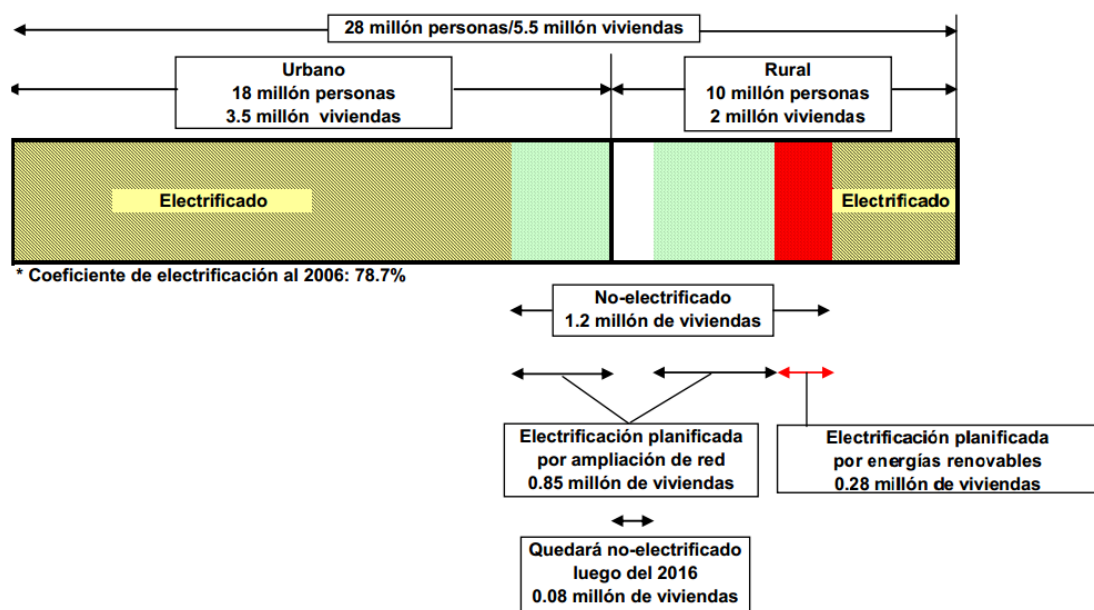 28 millón personas/5.5 millón viviendas
Urbano
18 millón personas
3.5 millón viviendas
Rural
10 millón personas
2 millón viviendas
Electrificado
Electrificado
* Coeficiente de electrificación al 2006: 78.7%
No-electrificado
1.2 millón de viviendas
Electrificación planificada
por ampliación de red
0.85 millón de viviendas
Electrificación planificada
por energías renovables
0.28 millón de viviendas
Quedará no-electrificado
luego del 2016
0.08 millón de viviendas